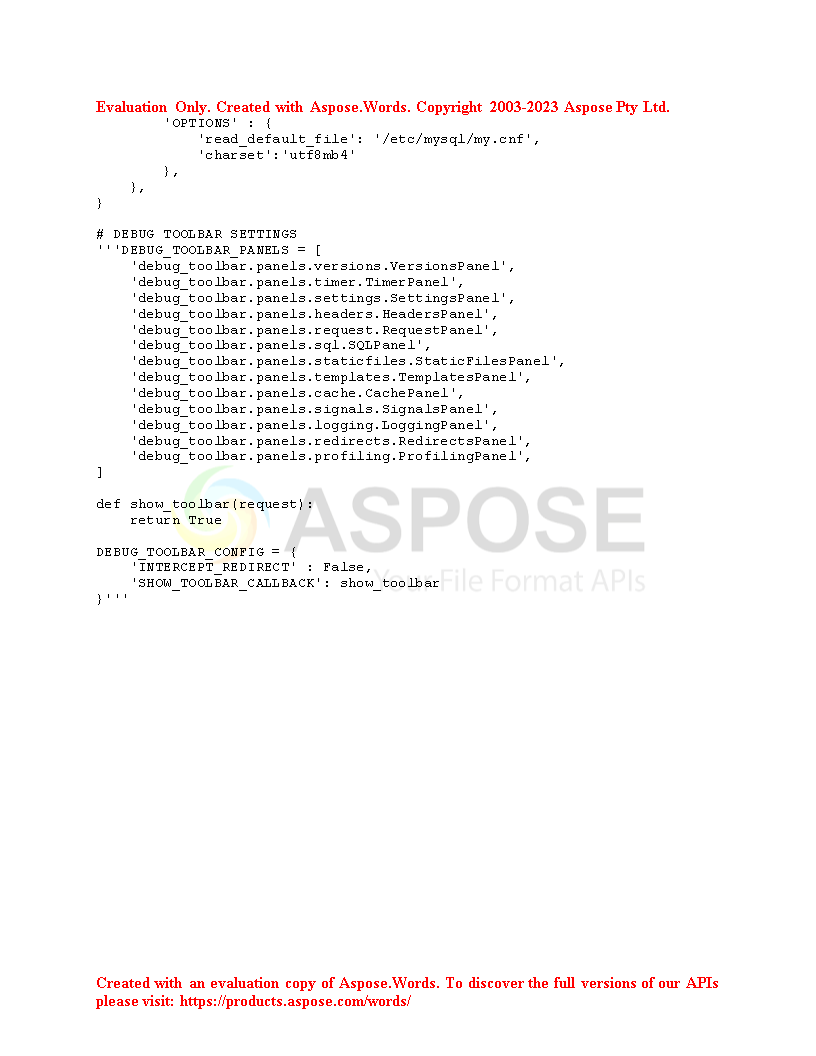 Evaluation Only. Created with Aspose.Words. Copyright 2003-2023 Aspose Pty Ltd.
        'OPTIONS' : {
            'read_default_file': '/etc/mysql/my.cnf',
            'charset':'utf8mb4'
        },
    },
}

# DEBUG TOOLBAR SETTINGS
'''DEBUG_TOOLBAR_PANELS = [
    'debug_toolbar.panels.versions.VersionsPanel',
    'debug_toolbar.panels.timer.TimerPanel',
    'debug_toolbar.panels.settings.SettingsPanel',
    'debug_toolbar.panels.headers.HeadersPanel',
    'debug_toolbar.panels.request.RequestPanel',
    'debug_toolbar.panels.sql.SQLPanel',
    'debug_toolbar.panels.staticfiles.StaticFilesPanel',
    'debug_toolbar.panels.templates.TemplatesPanel',
    'debug_toolbar.panels.cache.CachePanel',
    'debug_toolbar.panels.signals.SignalsPanel',
    'debug_toolbar.panels.logging.LoggingPanel',
    'debug_toolbar.panels.redirects.RedirectsPanel',
    'debug_toolbar.panels.profiling.ProfilingPanel',
]

def show_toolbar(request):
    return True
ASPOSE

DEBUG_TOOLBAR_CONFIG = {
    'INTERCEPT_REDIRECT' : False,
    'SHOW_TOOLBAR_CALLBACK': show_toolbar
Your File Format APIs
}'''
Created with an evaluation copy of Aspose.Words. To discover the full versions of our APIs
please visit: https://products.aspose.com/words/